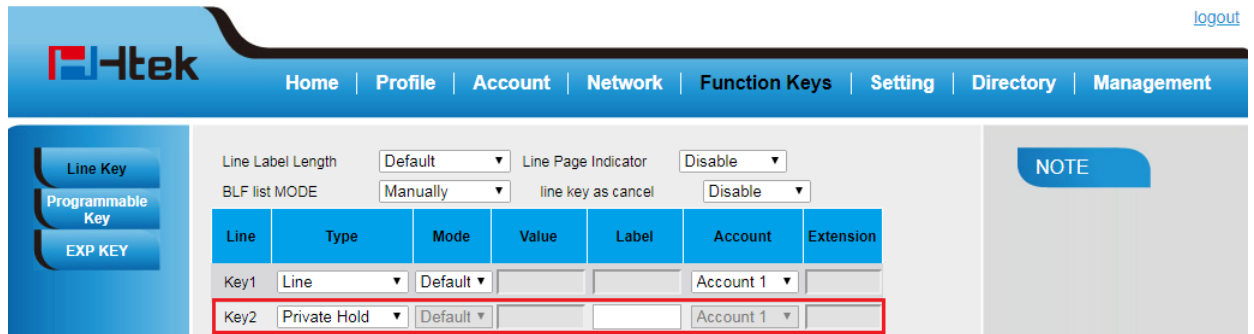 logout
Htek
Home | Profile | Account | Network | Function Keys | Setting | Directory | Management
Line Key
Programmable
Key
EXP KEY
Line Label Length Default Line Page Indicator Disable
BLF list MODE Manually line key as cancel Disable
Line Type Mode Value Label Account Extension
Key1 Line Default Account 1
Key2 Private Hold Default Account 1
NOTE